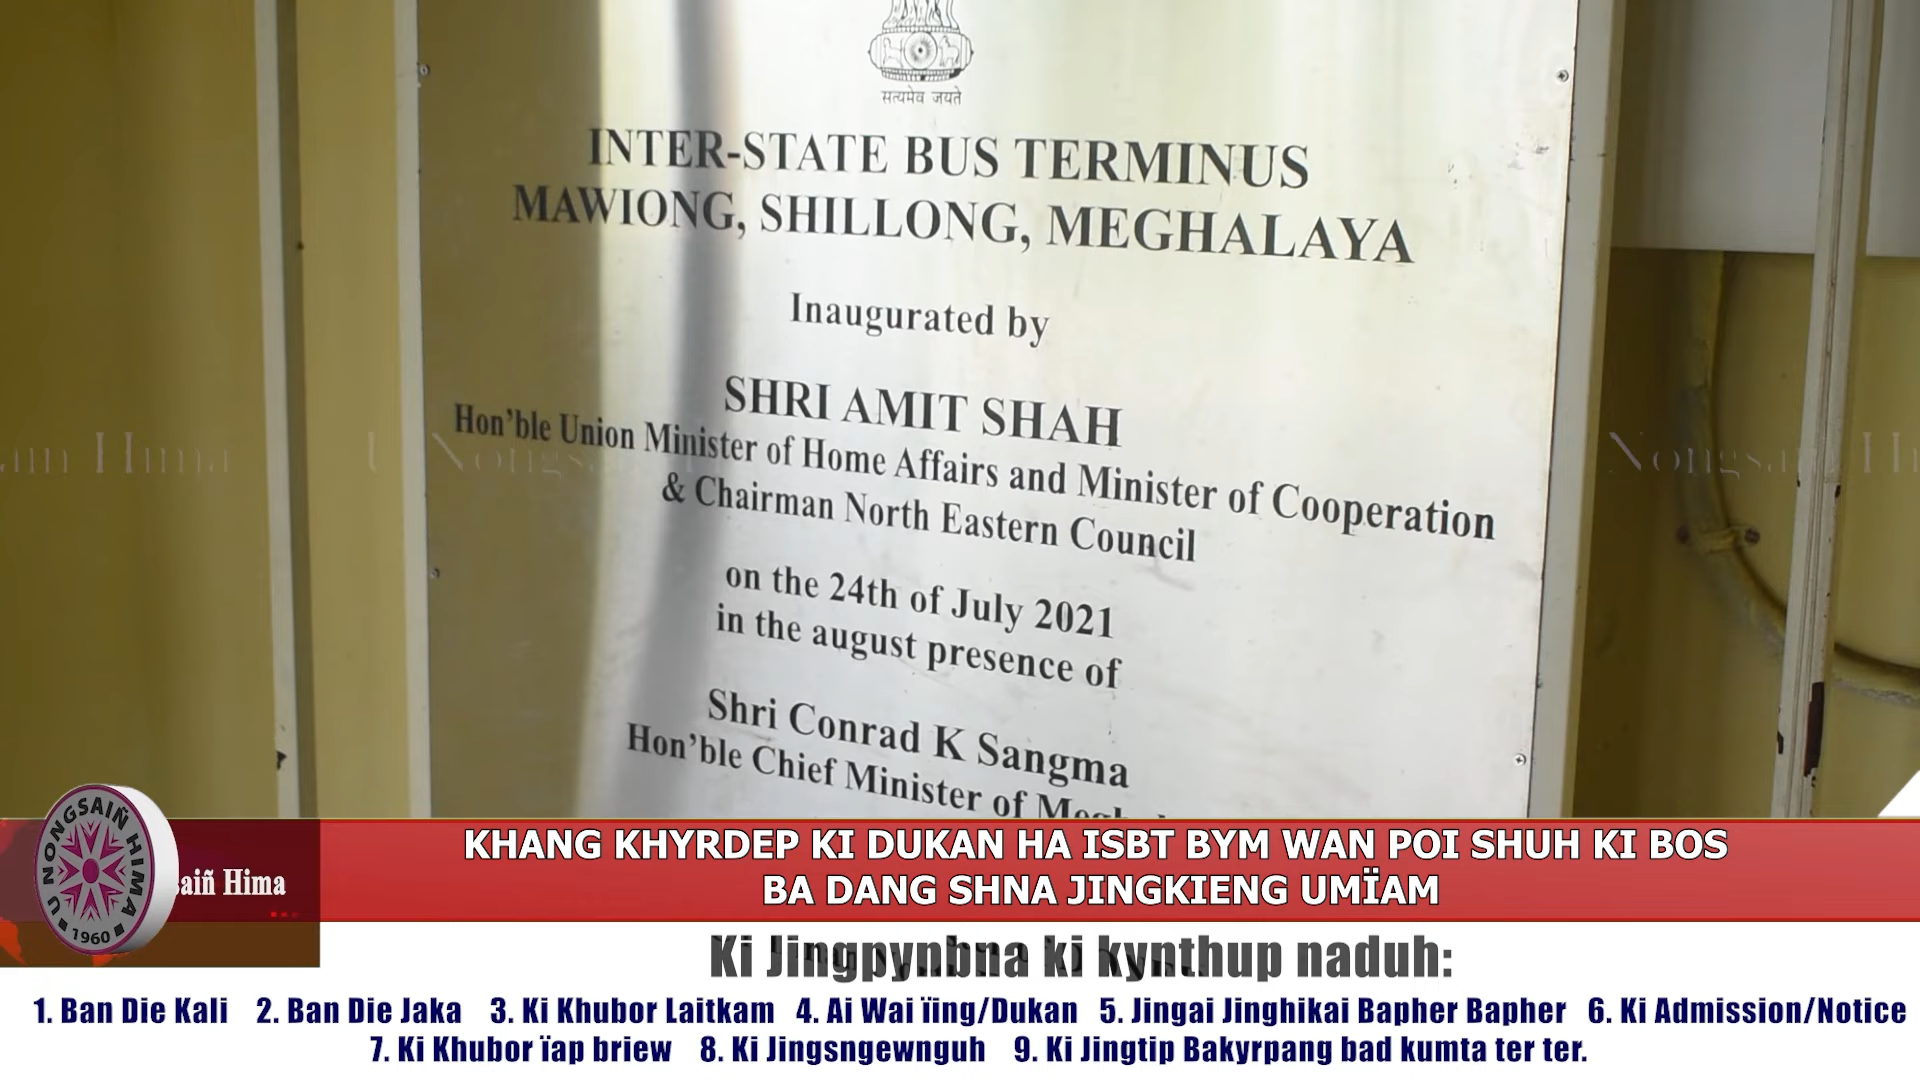 सत्यमेव जयते
INTER-STATE BUS TERMINUS
MAWIONG, SHILLONG, MEGHALAYA
Inaugurated by
SHRI AMIT SHAH
Hon'ble Union Minister of Home Affairs and Minister of Cooperation
& Chairman North Eastern Council
on the 24th of July 2021
in the august presence of
Shri Conrad K Sangma
Hon'ble Chief Minister of
U NONGSAIÑ HIMA
1960
saiñ Hima
KHANG KHYRDEP KI DUKAN HA ISBT BYM WAN POI SHUH KI BOS
BA DANG SHNA JINGKIENG UMÏAM
Ki Jingpynbna ki kynthup naduh:
1. Ban Die Kali 2. Ban Die Jaka 3. Ki Khubor Laitkam 4. Ai Wai ïing/Dukan 5. Jingai Jinghikai Bapher Bapher 6. Ki Admission/Notice
7. Ki Khubor ïap briew 8. Ki Jingsngewnguh 9. Ki Jingtip Bakyrpang bad kumta ter ter.